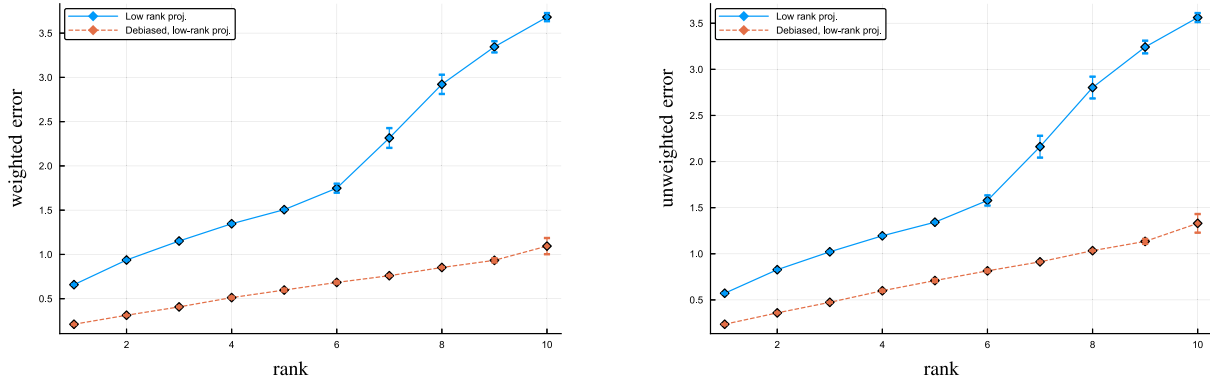 Low rank proj.
Debiased, low-rank proj.
3.5
3.0
2.5
2.0
1.5
1.0
0.5
weighted error
2 4 6 8 10
rank
Low rank proj.
Debiased, low-rank proj.
3.5
3.0
2.5
2.0
1.5
1.0
0.5
unweighted error
2 4 6 8 10
rank